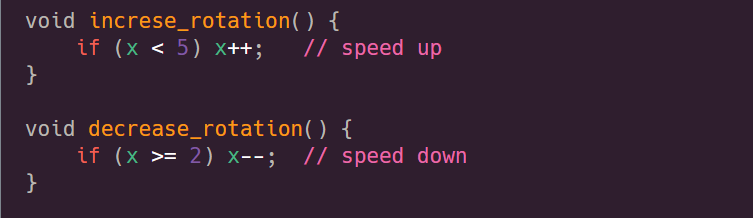 void increse_rotation() {
    if (x < 5) x++;   // speed up
}

void decrease_rotation() {
    if (x >= 2) x--;  // speed down
}